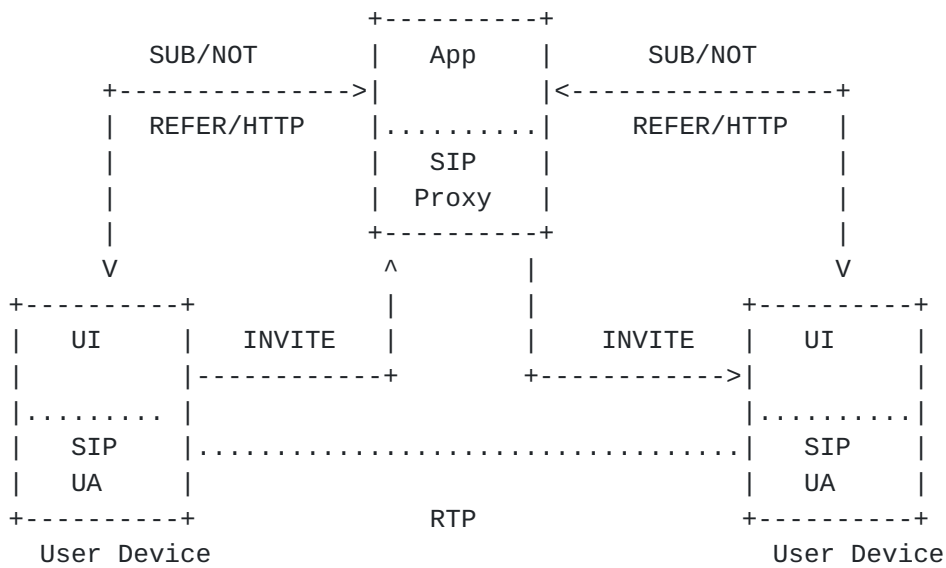 SUB/NOT App SUB/NOT
REFER/HTTP REFER/HTTP
SIP
Proxy
UI INVITE INVITE UI
SIP SIP
UA UA
RTP
User Device User Device